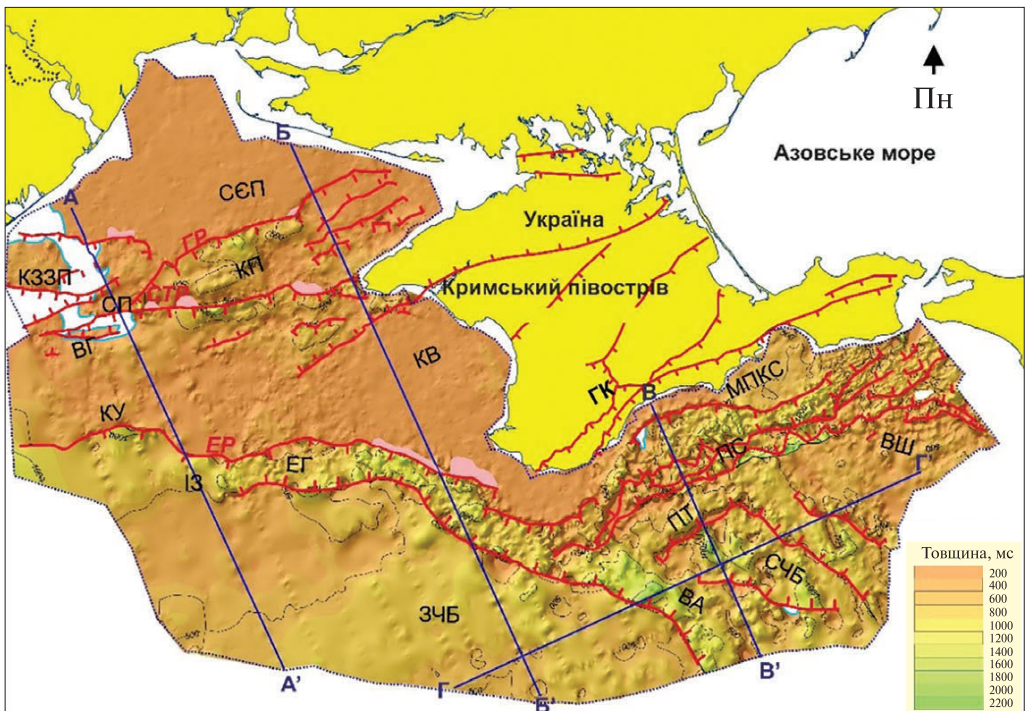 Пн
Азовське море
Б
СЄП
А
Україна
ГР
КП
КЗЗП
Кримський півострів
СП
СТР
ВГ
КВ
ГК
МПКС
В
КУ
ЕР
ПС
ВШ
ЕГ
Г'
ІЗ
ПТ
Товщина, мс
200
400
600
800
1000
1200
1400
1600
1800
2000
2200
СЧБ
ВА
ЗЧБ
А'
Г
Б'
В'